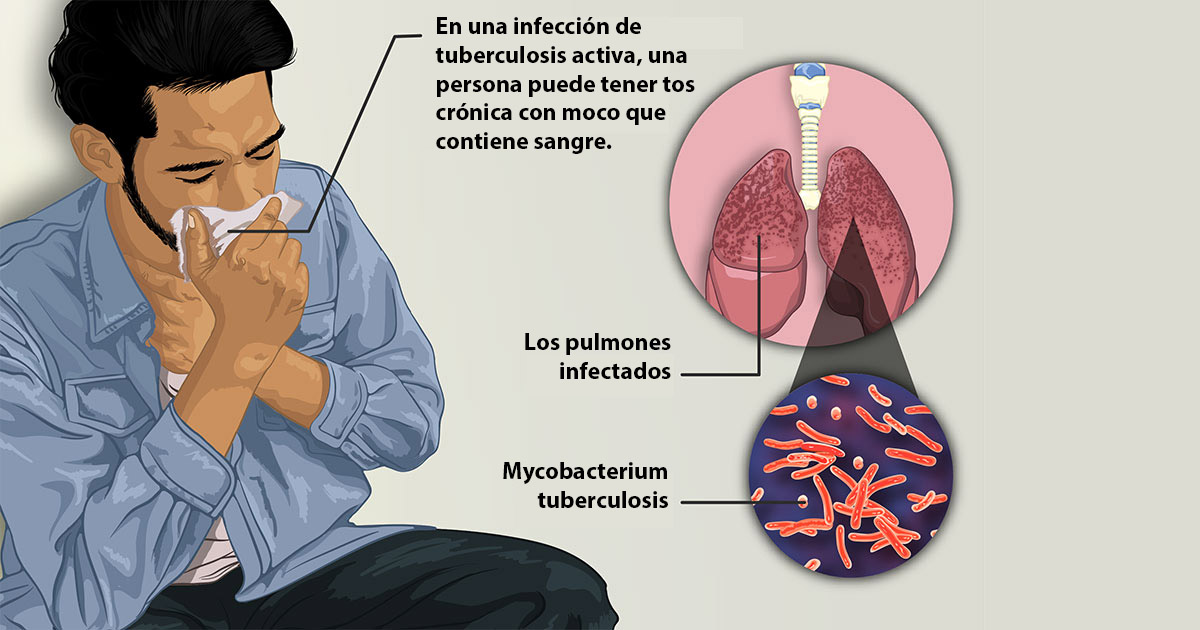 En una infección de
tuberculosis activa, una
persona puede tener tos
crónica con moco que
contiene sangre.
Los pulmones
infectados
Mycobacterium
tuberculosis